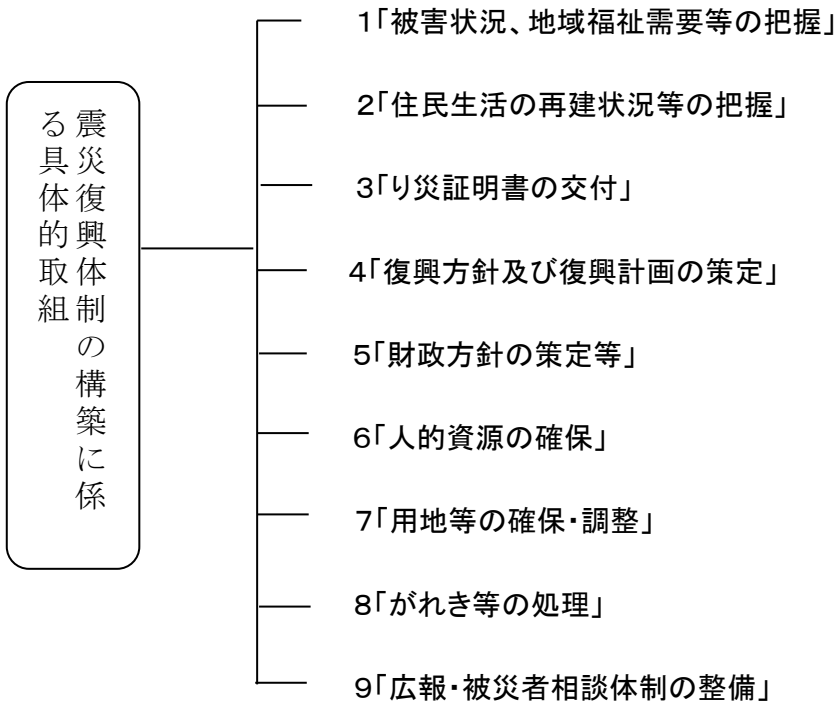 震災復興体制の構築に係
る具体的取組
1「被害状況、地域福祉需要等の把握」
2「住民生活の再建状況等の把握」
3「り災証明書の交付」
4「復興方針及び復興計画の策定」
5「財政方針の策定等」
6「人的資源の確保」
7「用地等の確保・調整」
8「がれき等の処理」
9「広報・被災者相談体制の整備」